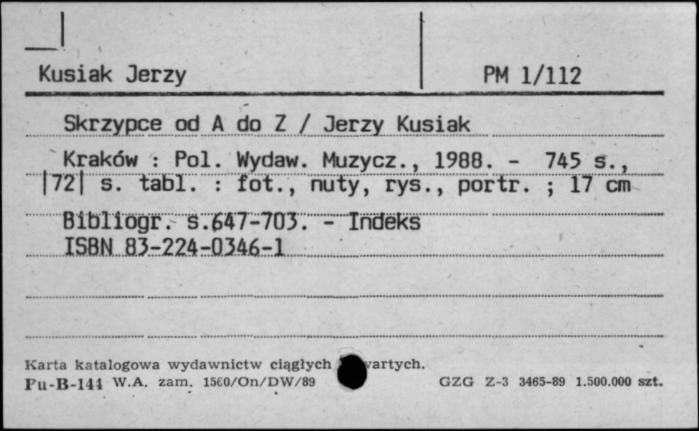 Kusiak Jerzy PM 1/112
Skrzypce od A do Z / Jerzy Kusiak
Kraków : Pol. Wydaw. Muzycz., 1988. - 745 s.,
|72| s. tabl. : fot., nuty, rys., portr. ; 17 cm
Bibliogr. s.647-703. - Indeks
ISBN 83-224-0346-1
Karta katalogowa wydawnictw ciągłych
Pu-B-144 W.A. zam. 1560/On/DW/89 GZG Z-3 3465-89 1.500.000 szt.